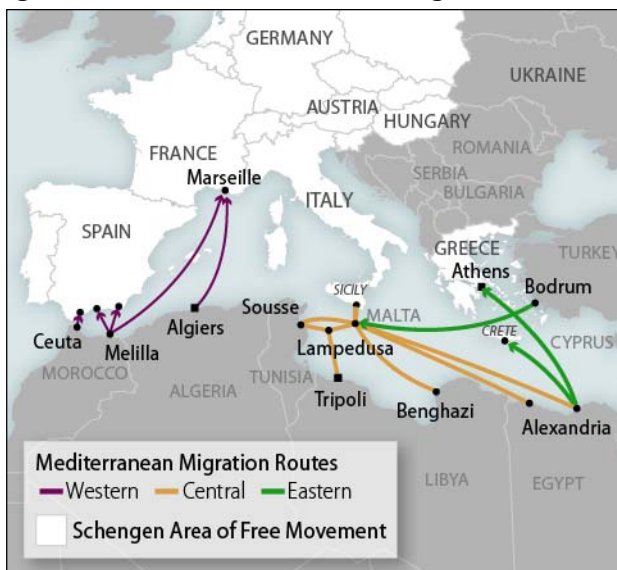 GERMANY
UKRAINE
AUSTRIA
HUNGARY
FRANCE
ROMANIA
Marseille
SERBIA
ITALY
BULGARIA
SPAIN
GREECE
TURKEY
Athens
Bodrum
SICILY
Sousse
MALTA
Ceuta
Algiers
CRETE
CYPRUS
Melilla
Lampedusa
MOROCCO
TUNISIA
ALGERIA
Tripoli
Benghazi
Alexandria
Mediterranean Migration Routes
Western Central Eastern
LIBYA
EGYPT
Schengen Area of Free Movement